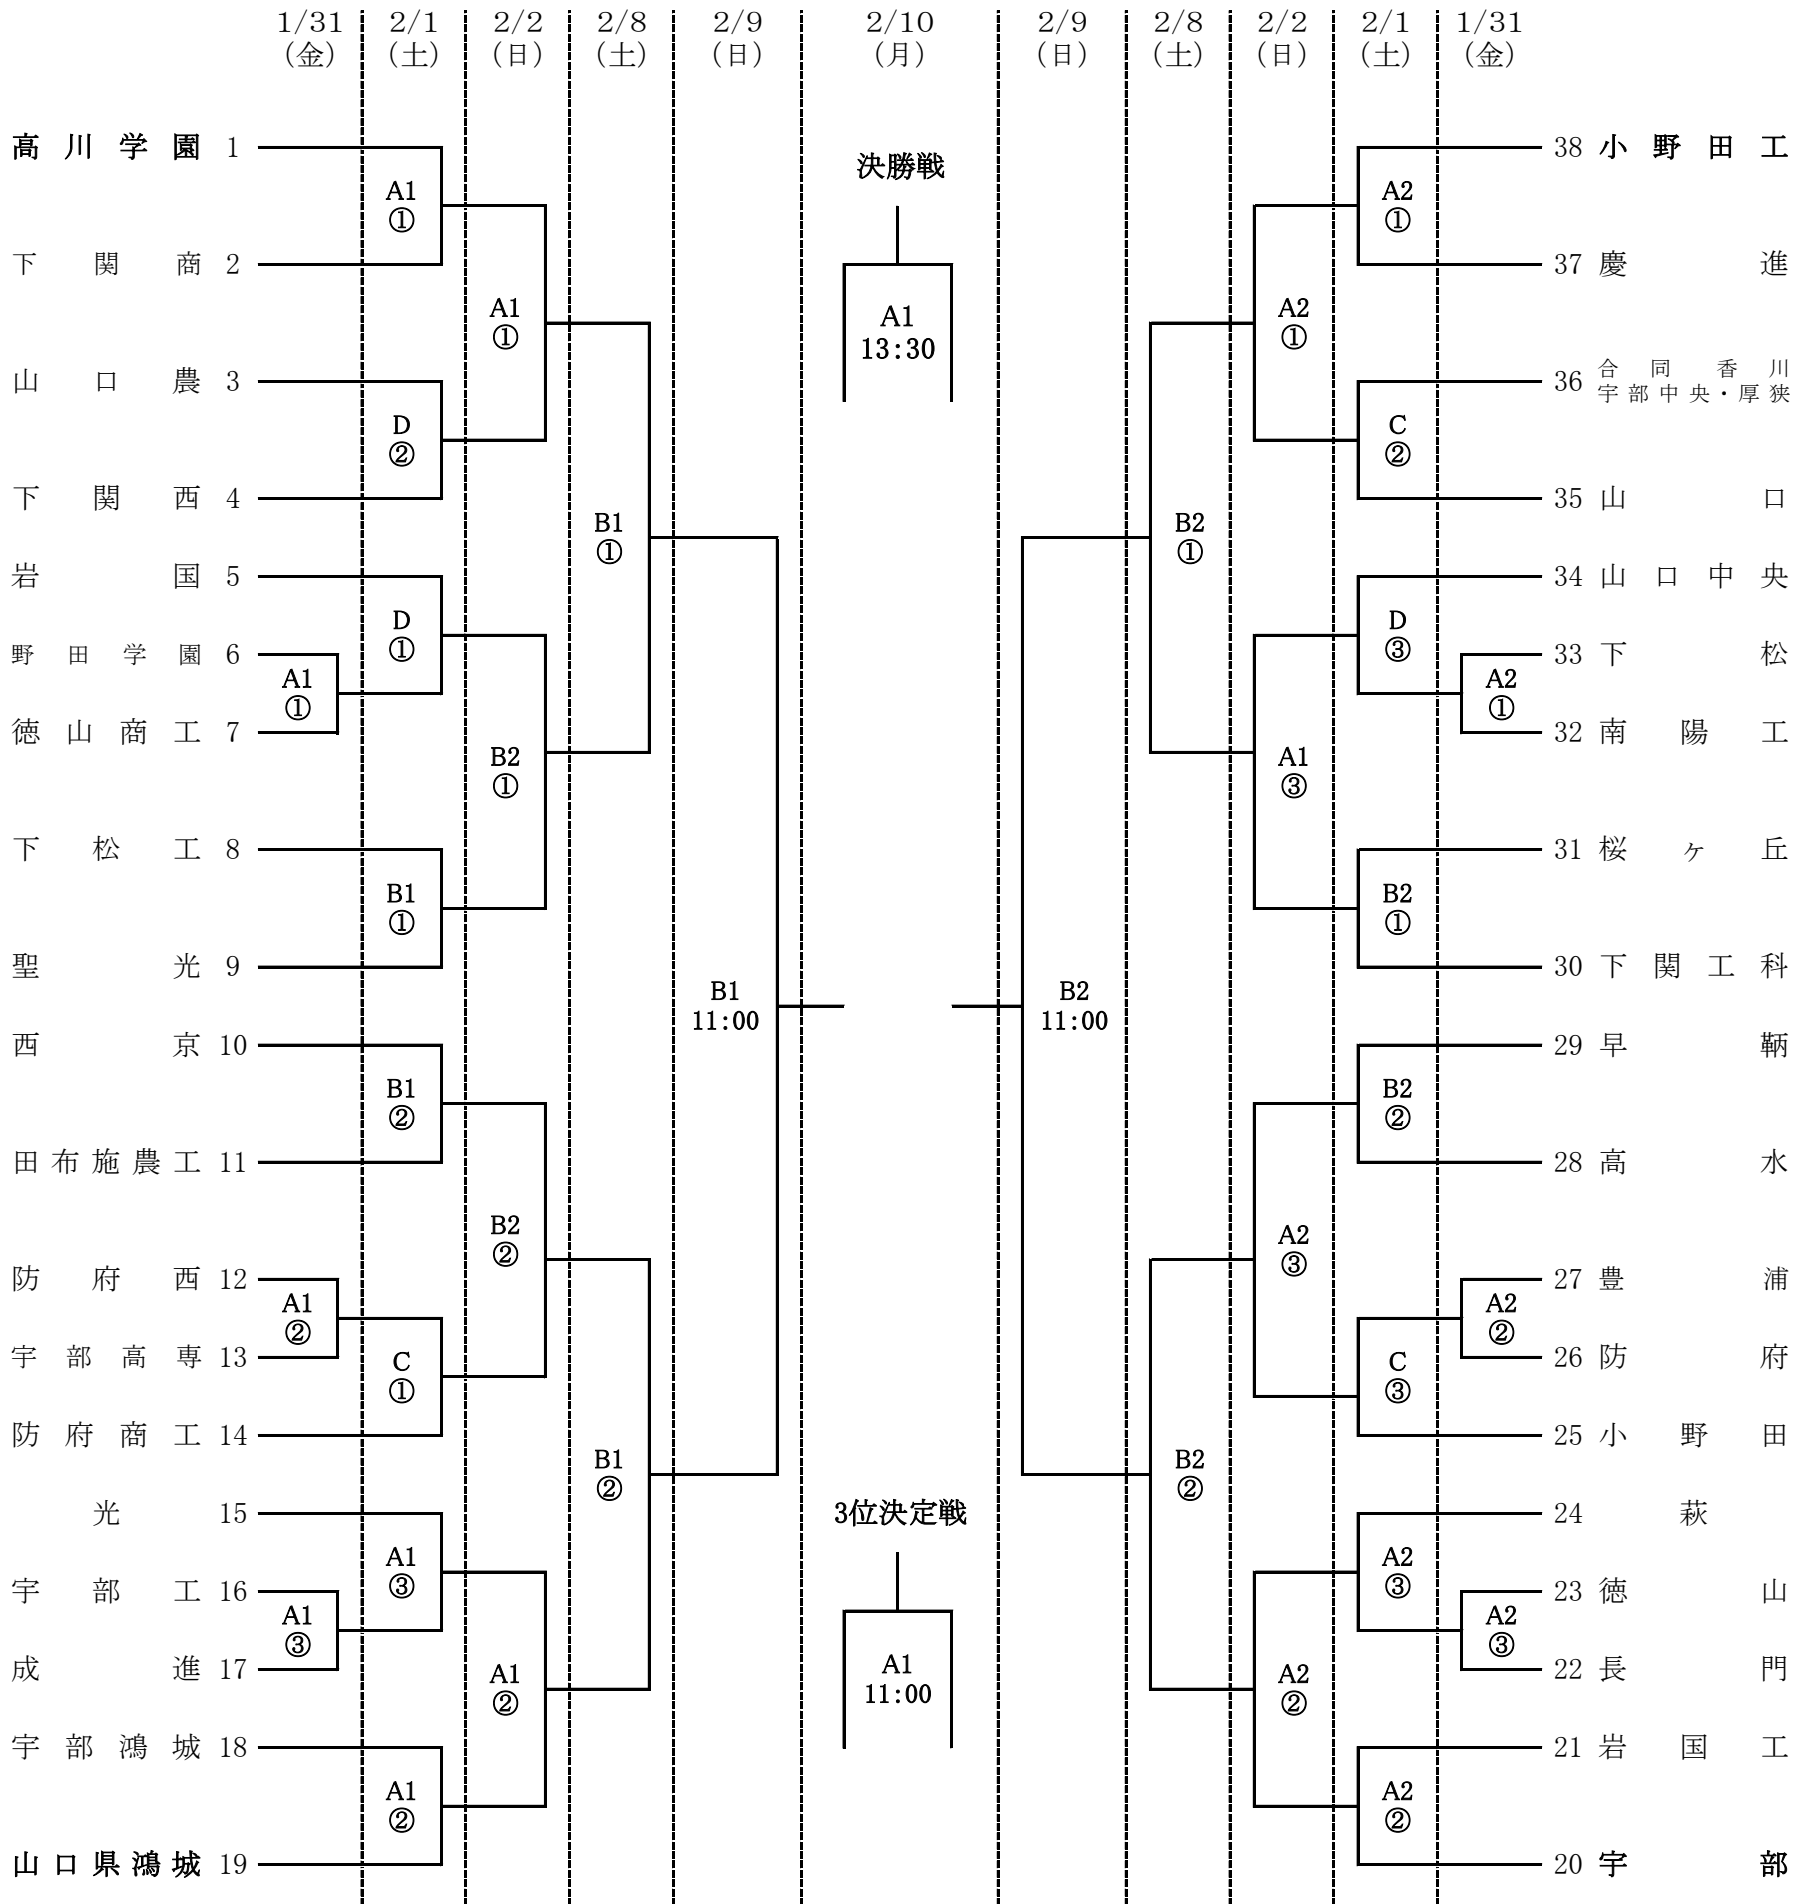 1/31 2/1 2/2 2/8 2/9 2/10 2/9 2/8 2/2 2/1 1/31
(金) (土) (日) (土) (日) (月) (日) (土) (日) (土) (金)
高川学園 1
A1
①
下関商 2
A1
①
山口農 3
D
②
下関西 4
B1
①
岩国 5
D
①
野田学園 6
A1
①
徳山商工 7
B2
①
下松工 8
B1
①
聖光 9
B1
11:00
西京 10
B1
②
田布施農工 11
B2
②
防府西 12
A1
②
宇部高専 13
C
①
防府商工 14
B1
②
光 15
A1
③
宇部工 16
A1
③
成進 17
A1
②
宇部鴻城 18
A1
②
山口県鴻城 19
決勝戦
A1
13:30
3位決定戦
A1
11:00
38 小野田工
A2
①
37 慶進
A2
①
36 合同香川
宇部中央・厚狭
C
②
35 山口
B2
①
34 山口中央
D
③
33 下松
A2
①
32 南陽工
A1
③
31 桜ヶ丘
B2
①
30 下関工科
B2
11:00
29 早鞆
B2
②
28 高水
A2
③
27 豊浦
A2
②
26 防府
C
③
25 小野田
B2
②
24 萩
A2
③
23 徳山
A2
③
22 長門
A2
②
21 岩国工
A2
②
20 宇部